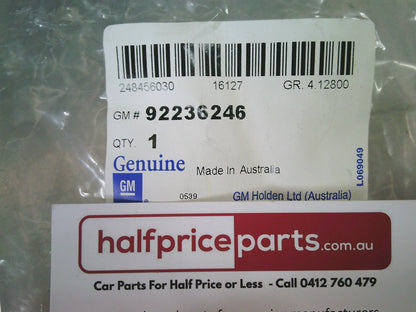 248456030 16127 GR. 4.12800
GM # 92236246
QTY. 1
Genuine Made In Australia
GM
0539 GM Holden Ltd (Australia)
L069049
halfpriceparts.com.au
Car Parts For Half Price or Less - Call 0412 760 479